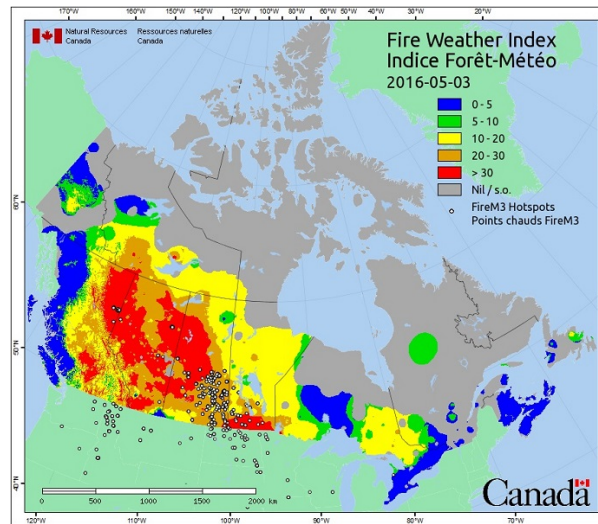 170°W 160°W 150°W 140°W 130°W 120°W 110°W 100°W 90°W 80°W 70°W 60°W 50°W 40°W 30°W 20°W 10°W
Natural Resources Canada
Ressources naturelles Canada
Fire Weather Index
Indice Forêt-Météo
2016-05-03
0 - 5
5 - 10
10 - 20
20 - 30
> 30
Nil / s.o.
FireM3 Hotspots
Points chauds FireM3
60°N
50°N
50°N
40°N
40°N
0 500 1000 1500 2000 km
Canada
120°W 110°W 100°W 90°W 80°W 70°W